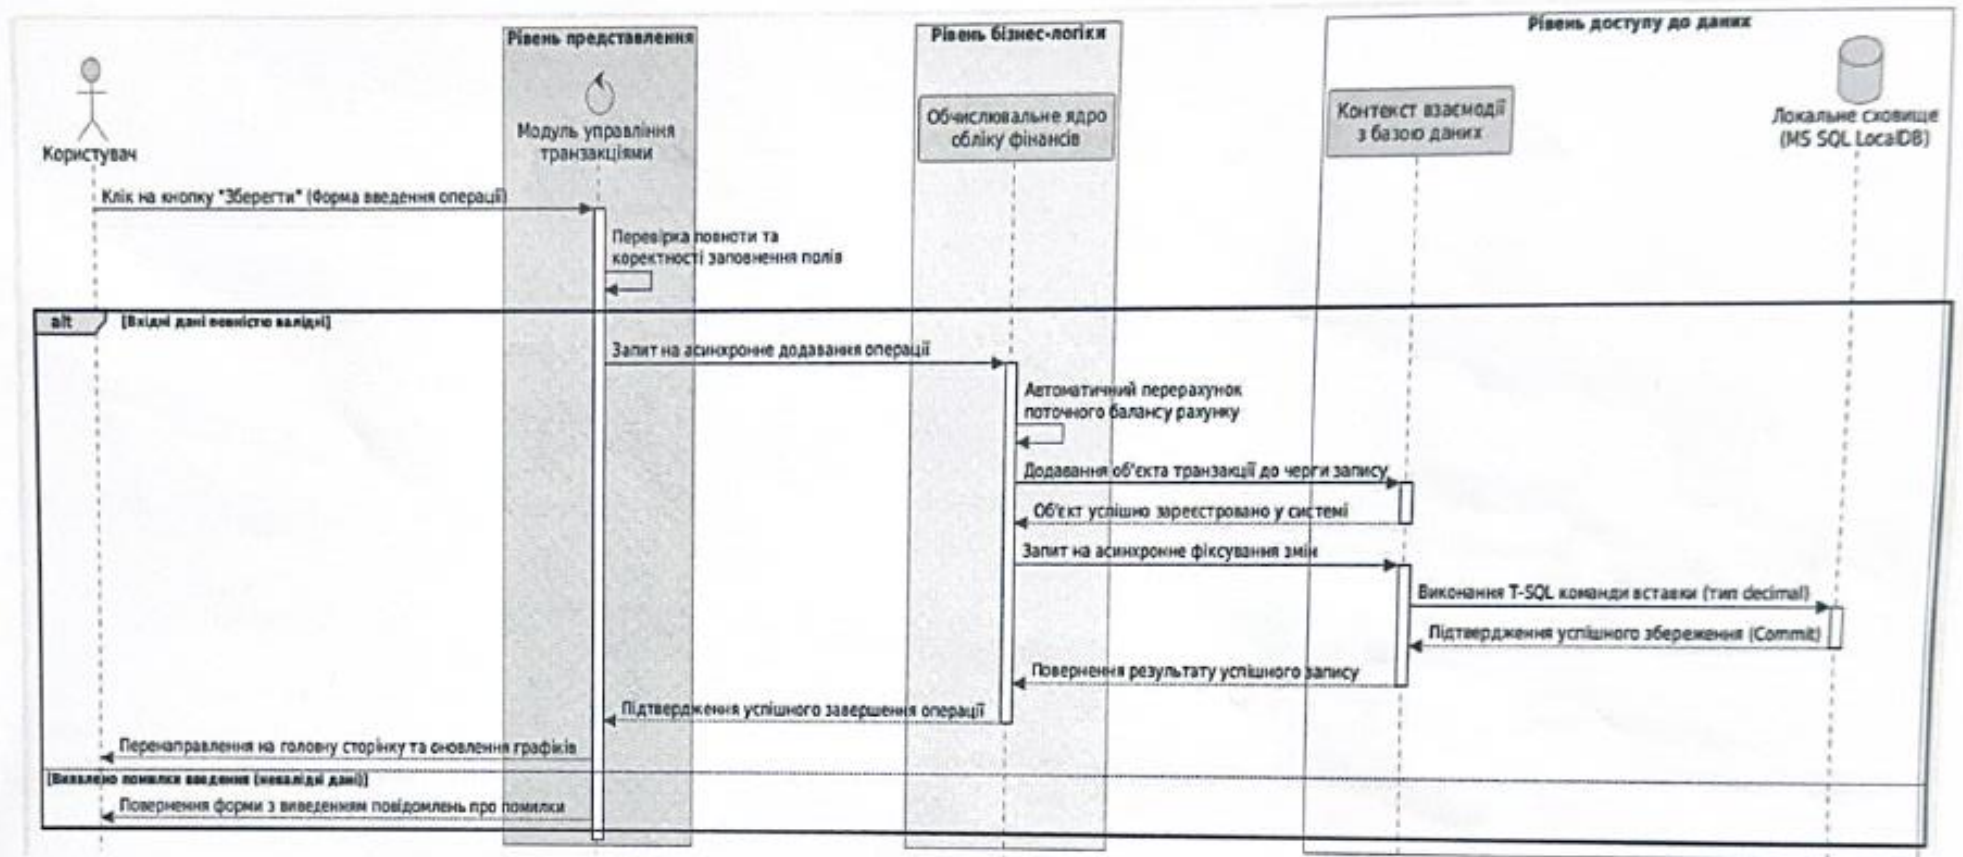 Рівень представлення
Рівень бізнес-логіки
Рівень доступу до даних
Користувач
Модуль управління
транзакціями
Обчислювальне ядро
обліку фінансів
Контекст взаємодії
з базою даних
Локальне сховище
(MS SQL LocalDB)
Клік на кнопку "Зберегти" (Форма введення операції)
Перевірка повноти та
коректності заповнення полів
alt
[Вхідні дані повністю валідні]
Запит на асинхронне додавання операції
Автоматичний перерахунок
поточного балансу рахунку
Додавання об'єкта транзакції до черги запису
Об'єкт успішно зареєстровано у системі
Запит на асинхронне фіксування змін
Виконання T-SQL команди вставки (тип decimal)
Підтвердження успішного збереження (Commit)
Повернення результату успішного запису
Підтвердження успішного завершення операції
Перенаправлення на головну сторінку та оновлення графіків
[Виявлено помилки введення (невалідні дані)]
Повернення форми з виведенням повідомлень про помилки